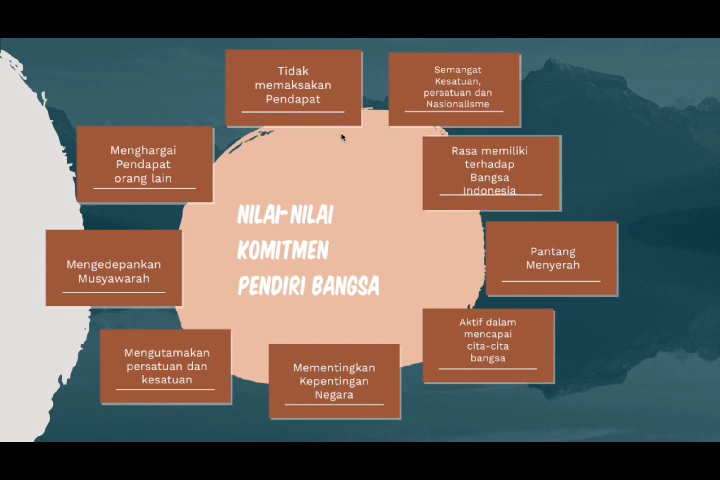 Tidak
memaksakan
Pendapat
Semangat
Kesatuan,
persatuan dan
Nasionalisme
Menghargai
Pendapat
orang lain
Rasa memiliki
terhadap
Bangsa
Indonesia
NILAI-NILAI
KOMITMEN
PENDIRI BANGSA
Mengedepankan
Musyawarah
Pantang
Menyerah
Mengutamakan
persatuan dan
kesatuan
Mementingkan
Kepentingan
Negara
Aktif dalam
mencapai
cita-cita
bangsa